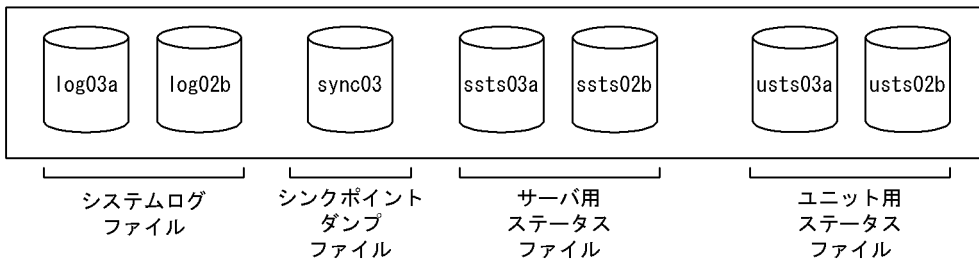 log03a log02b sync03 ssts03a ssts02b usts03a usts02b
システムログ
ファイル
シンクポイント
ダンプ
ファイル
サーバ用
ステータス
ファイル
ユニット用
ステータス
ファイル